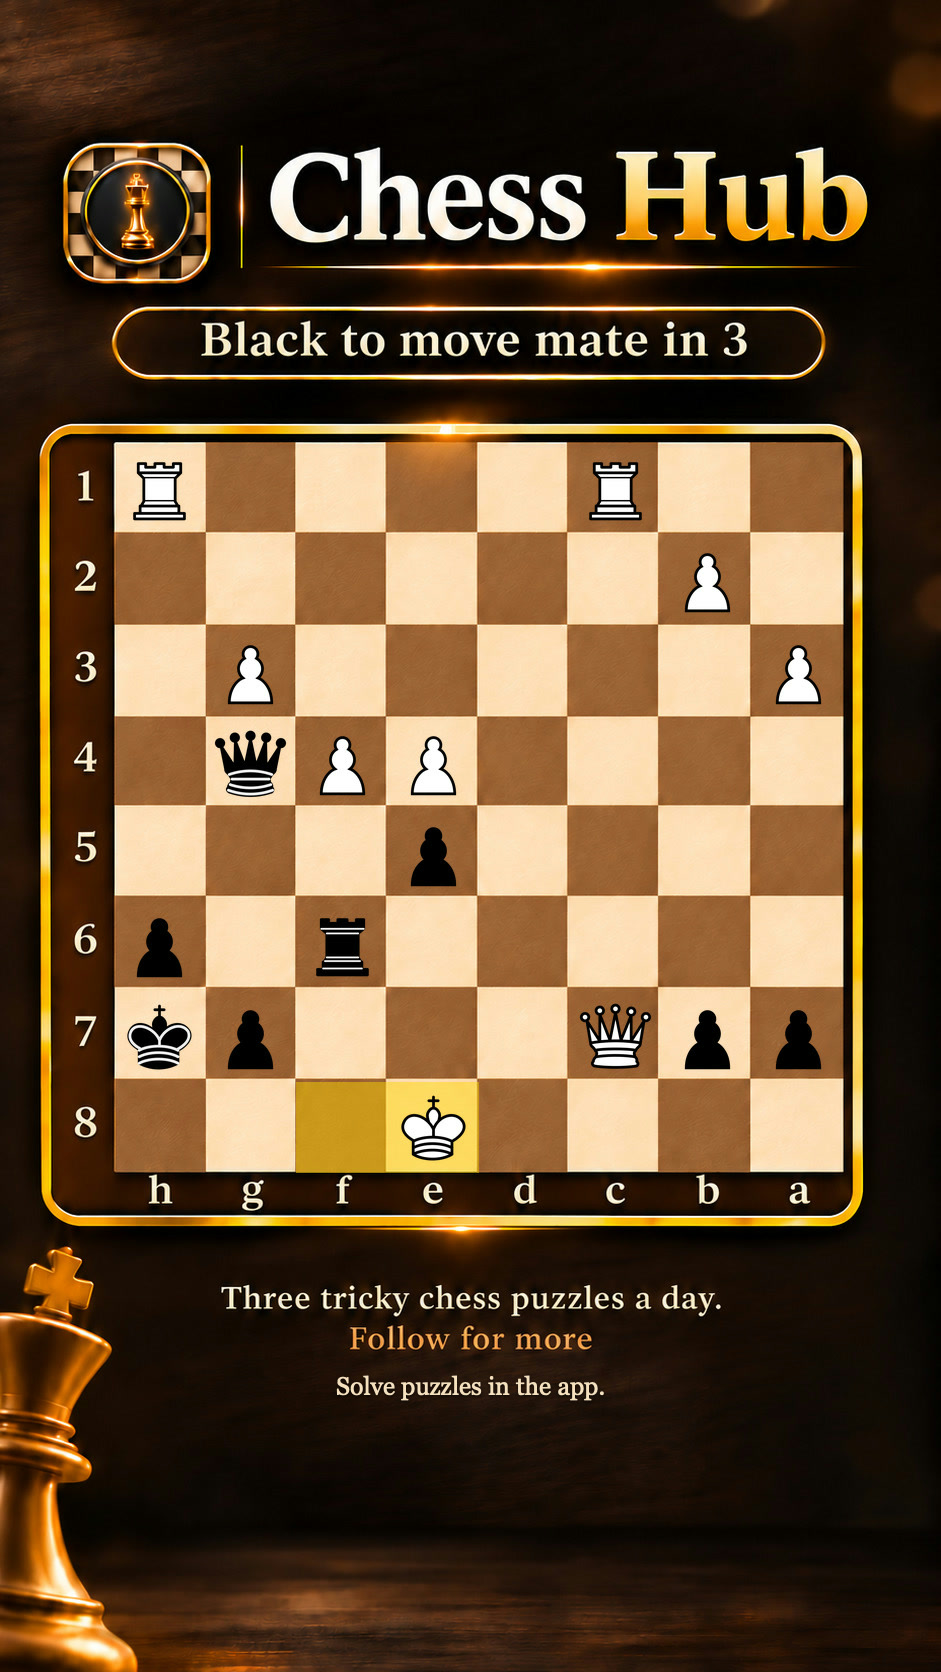 Chess Hub
Black to move mate in 3
1
2
3
4
5
6
7
8
h g f e d c b a
Three tricky chess puzzles a day.
Follow for more
Solve puzzles in the app.